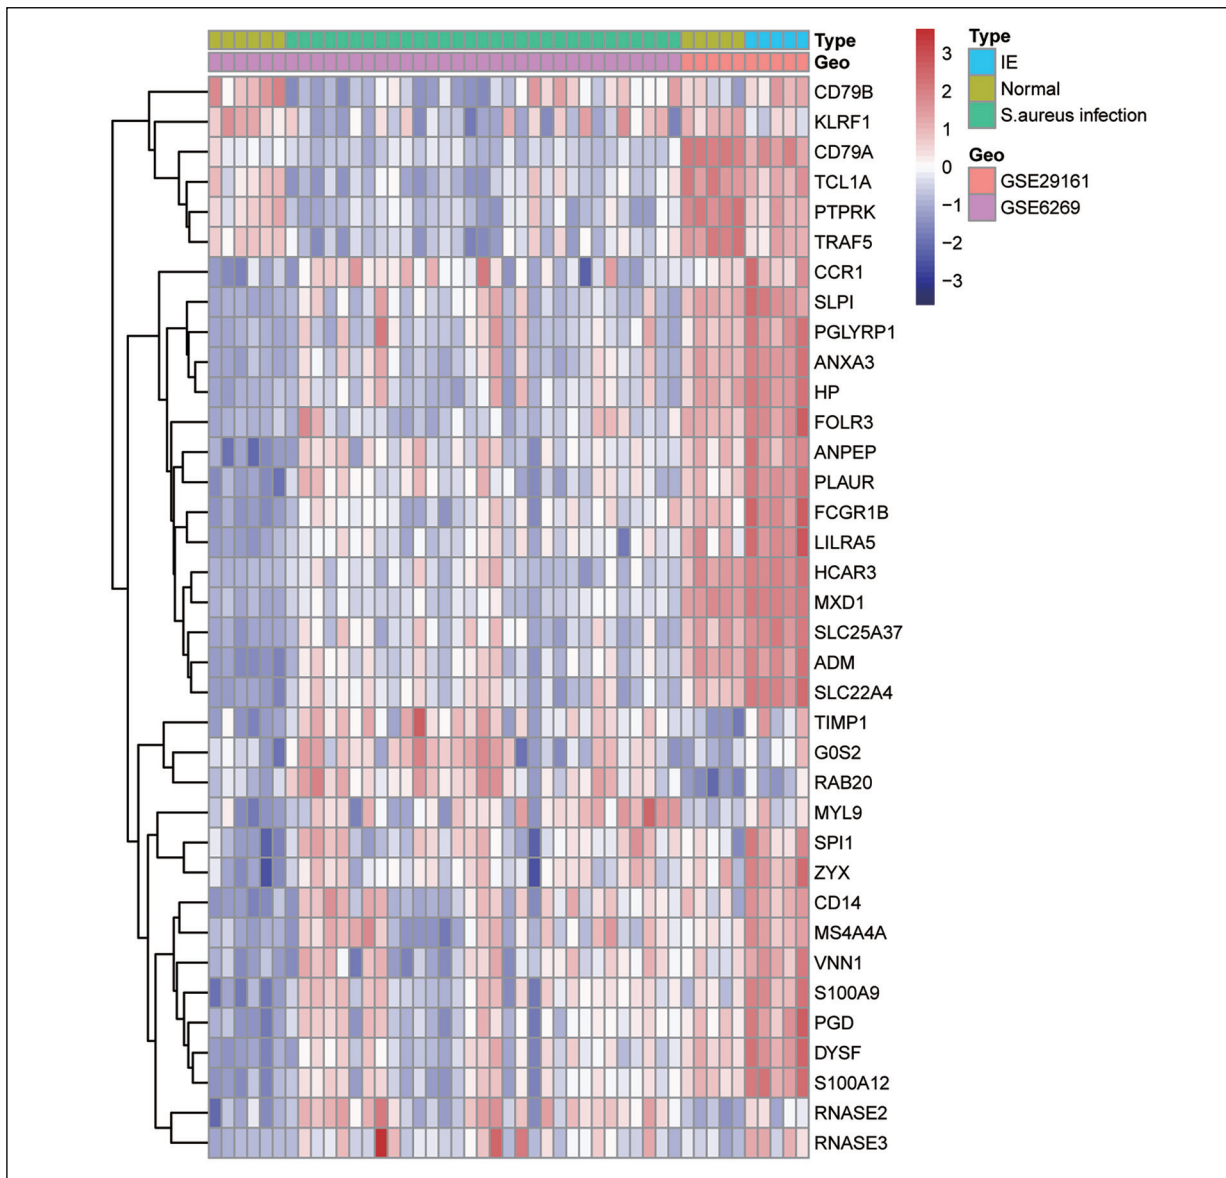 Type
Geo
CD79B
KLRF1
CD79A
TCL1A
PTPRK
TRAF5
CCR1
SLPI
PGLYRP1
ANXA3
HP
FOLR3
ANPEP
PLAUR
FCGR1B
LILRA5
HCAR3
MXD1
SLC25A37
ADM
SLC22A4
TIMP1
G0S2
RAB20
MYL9
SPI1
ZYX
CD14
MS4A4A
VNN1
S100A9
PGD
DYSF
S100A12
RNASE2
RNASE3
3
2
1
0
−1
−2
−3
Type
IE
Normal
S.aureus infection
Geo
GSE29161
GSE6269